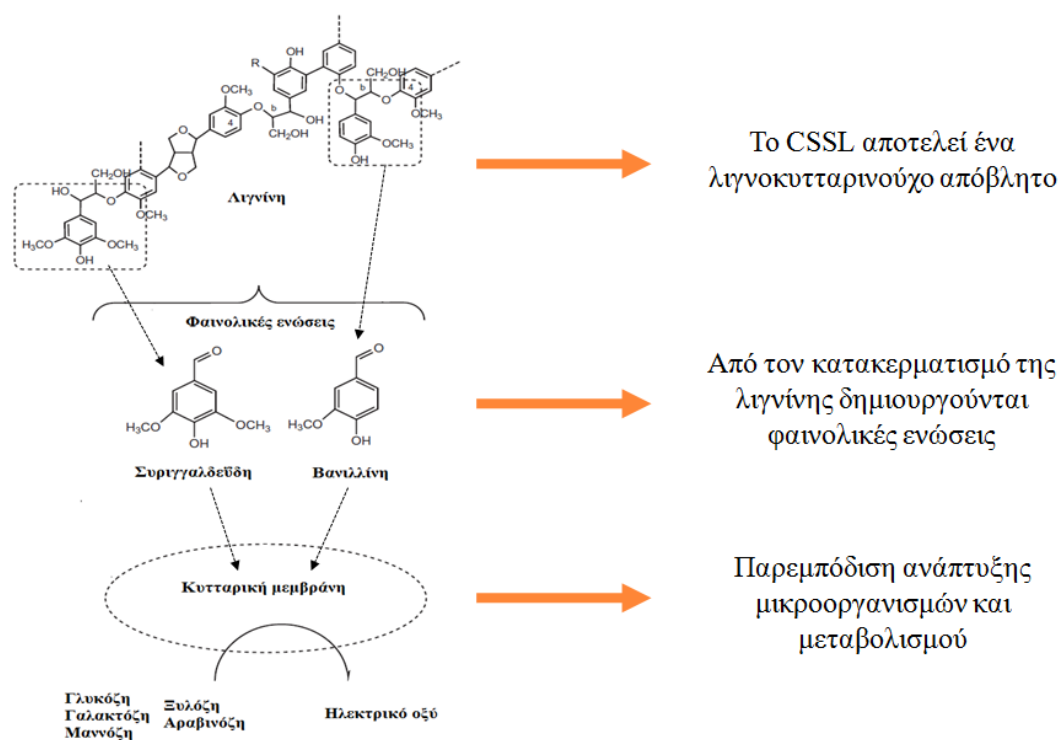 OH
R
OCH₃
4
O
b
OH
CH₂OH
O
CH₂OH
b
4
O
O
OCH₃
OCH₃
OH
O
O
CH₂OH
HO
O
OCH₃
H₃CO
OCH₃
OH
Λιγνίνη
Το CSSL αποτελεί ένα
λιγνοκυτταρινούχο απόβλητο
Φαινολικές ενώσεις
O
H₃CO
OCH₃
OH
O
H₃CO
OH
Συριγγαλδεΰδη
Βανιλλίνη
Από τον κατακερματισμό της
λιγνίνης δημιουργούνται
φαινολικές ενώσεις
Κυτταρική μεμβράνη
Παρεμπόδιση ανάπτυξης
μικροοργανισμών και
μεταβολισμού
Γλυκόζη
Γαλακτόζη
Μαννόζη
Ξυλόζη
Αραβινόζη
Ηλεκτρικό οξύ